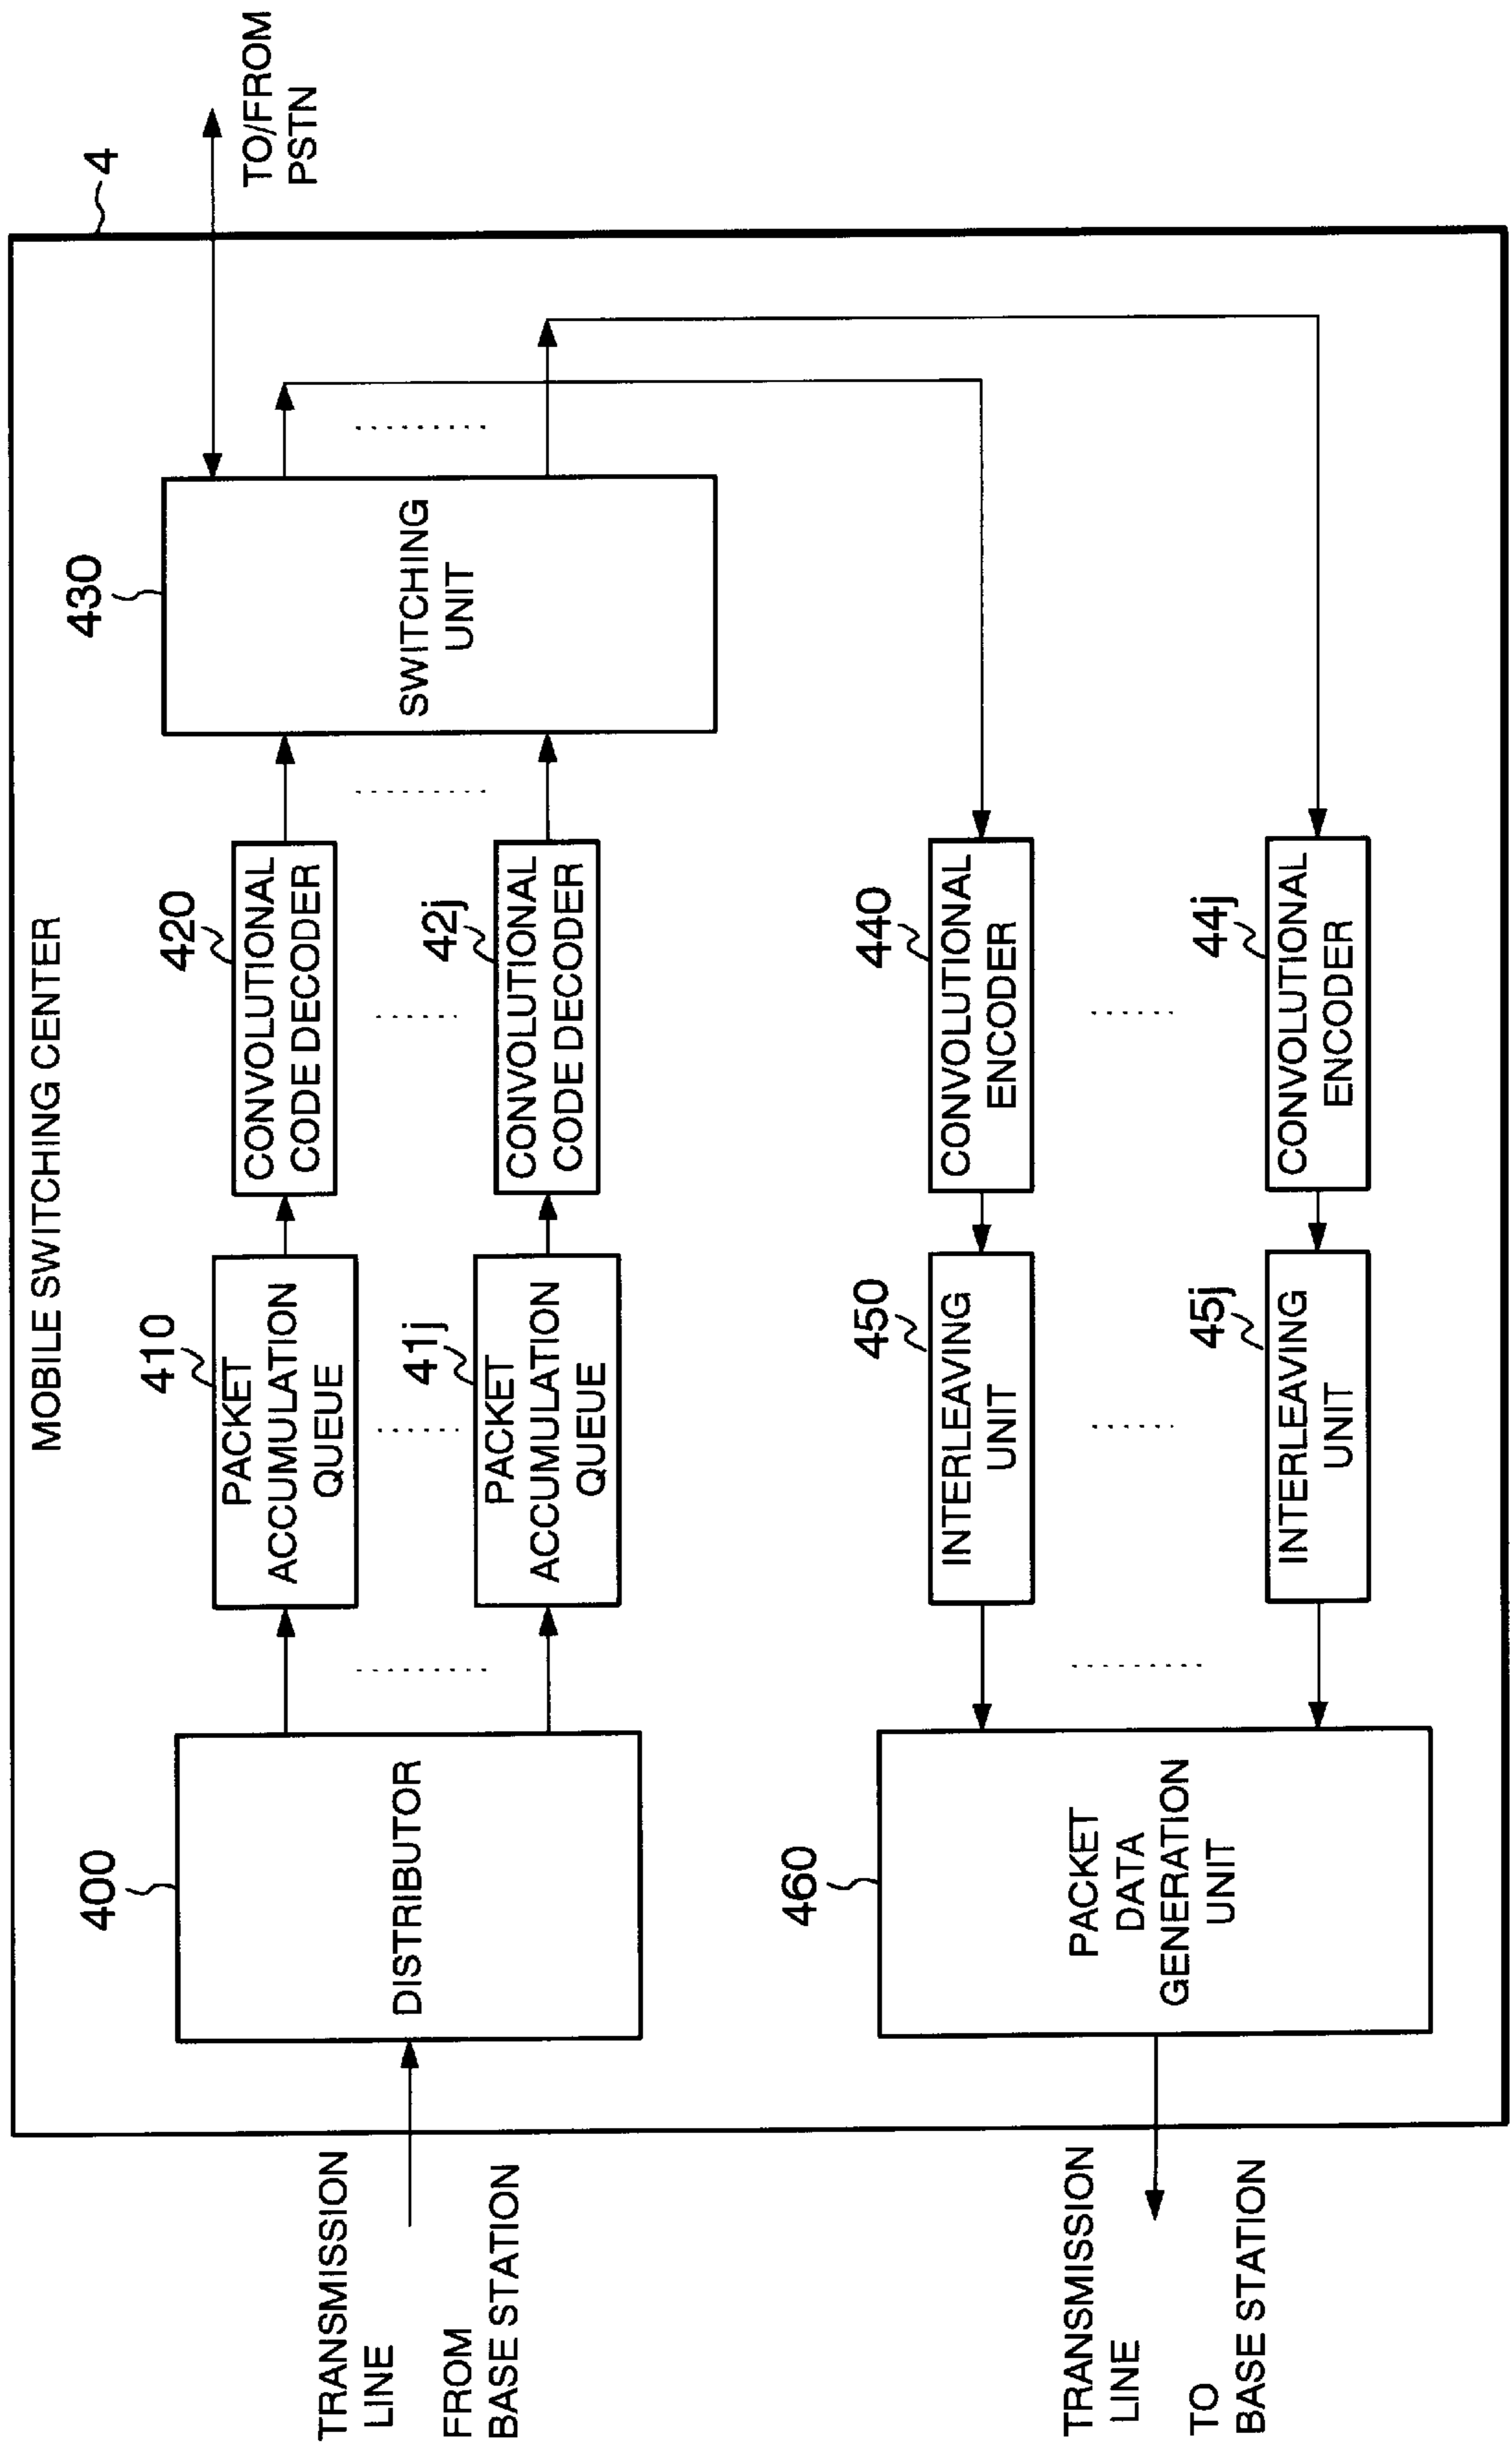 MOBILE SWITCHING CENTER
4
TO/FROM
PSTN
400
DISTRIBUTOR
410
PACKET
ACCUMULATION
QUEUE
420
CONVOLUTIONAL
CODE DECODER
430
SWITCHING
UNIT
41j
PACKET
ACCUMULATION
QUEUE
42j
CONVOLUTIONAL
CODE DECODER
TRANSMISSION
LINE
FROM
BASE STATION
460
PACKET
DATA
GENERATION
UNIT
450
INTERLEAVING
UNIT
440
CONVOLUTIONAL
ENCODER
45j
INTERLEAVING
UNIT
44j
CONVOLUTIONAL
ENCODER
TRANSMISSION
LINE
TO
BASE STATION